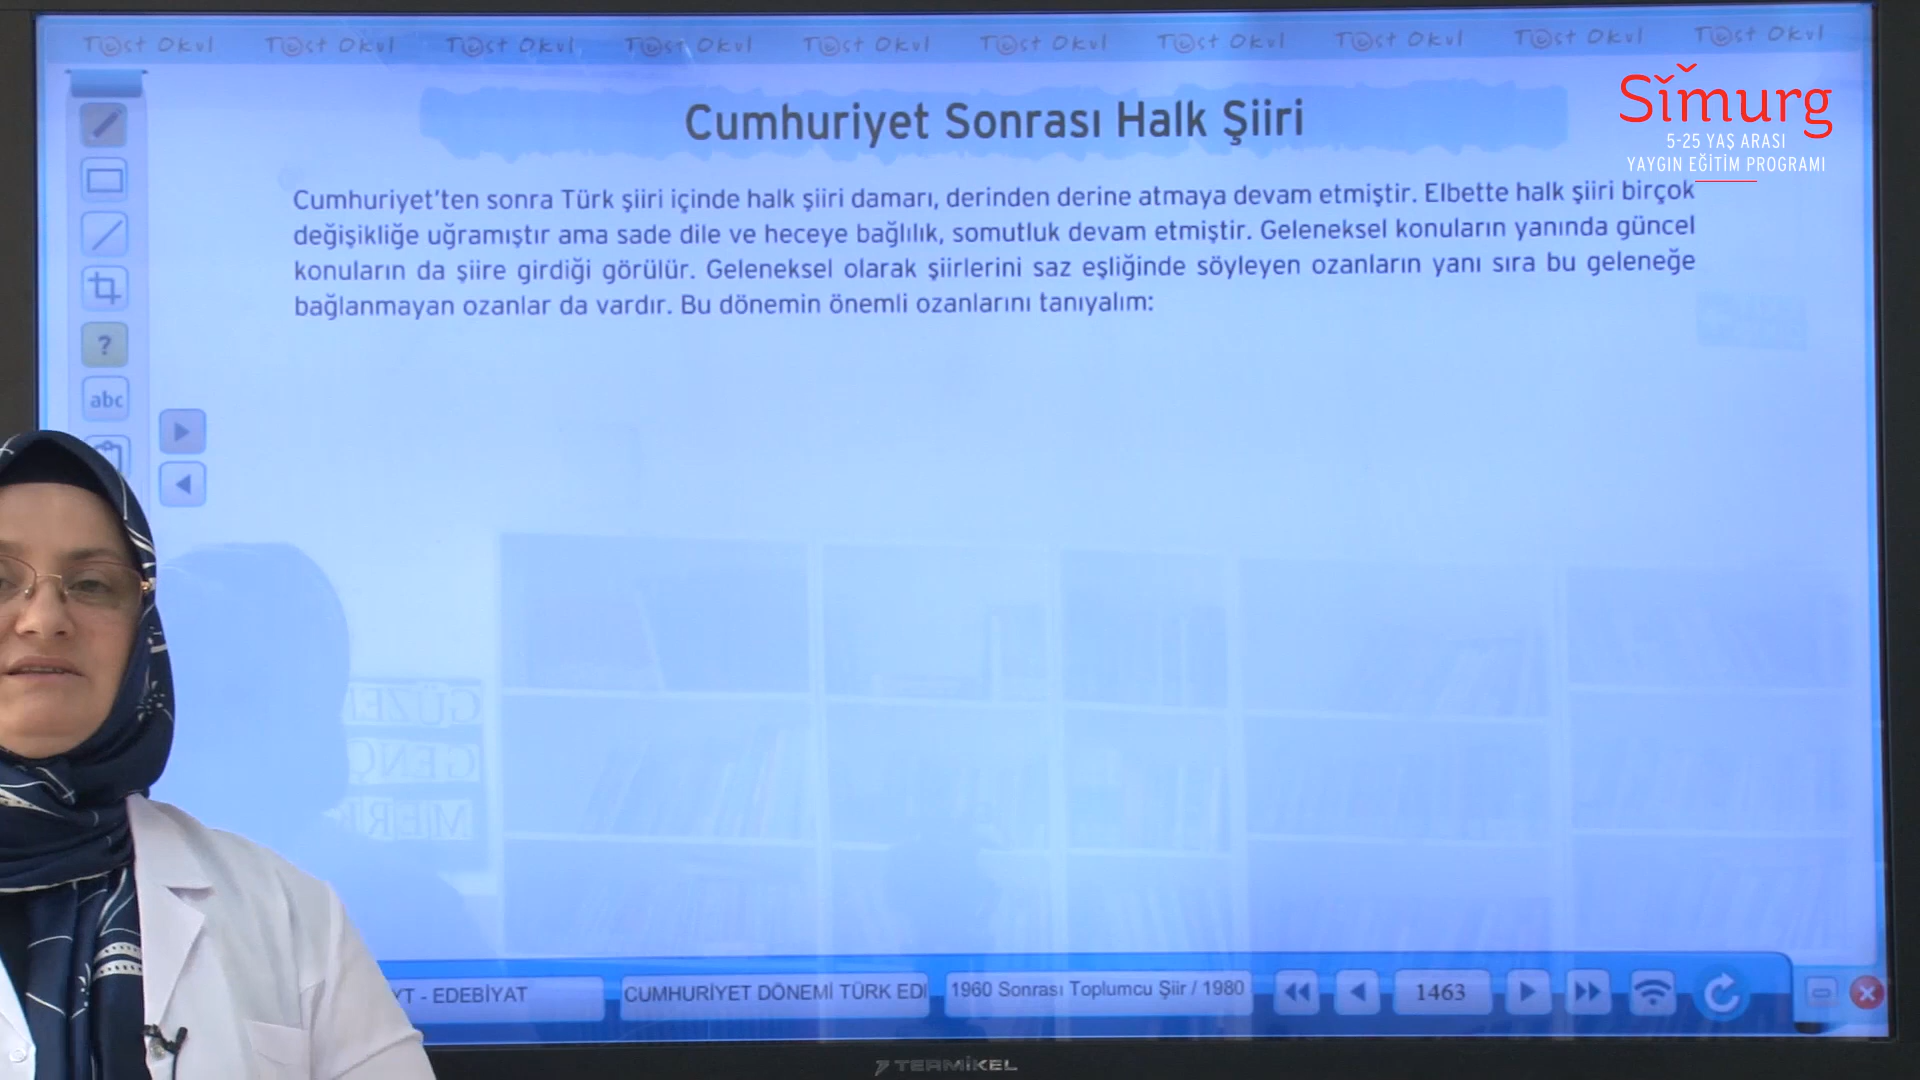 Test Okul Test Okul Test Okul Test Okul Test Okul Test Okul Test Okul Test Okul Test Okul Test Okul
Simurg
5-25 YAŞ ARASI
YAYGIN EĞİTİM PROGRAMI
Cumhuriyet Sonrası Halk Şiiri
Cumhuriyet'ten sonra Türk şiiri içinde halk şiiri damarı, derinden derine atmaya devam etmiştir. Elbette halk şiiri birçok
değişikliğe uğramıştır ama sade dile ve heceye bağlılık, somutluk devam etmiştir. Geleneksel konuların yanında güncel
konuların da şiire girdiği görülür. Geleneksel olarak şiirlerini saz eşliğinde söyleyen ozanların yanı sıra bu geleneğe
bağlanmayan ozanlar da vardır. Bu dönemin önemli ozanlarını tanıyalım:
?
abc
GÜZE
GENÇ
MER
YT - EDEBİYAT
CUMHURİYET DÖNEMİ TÜRK EDİ
1960 Sonrası Toplumcu Şiir / 1980
1463
TERMİKEL